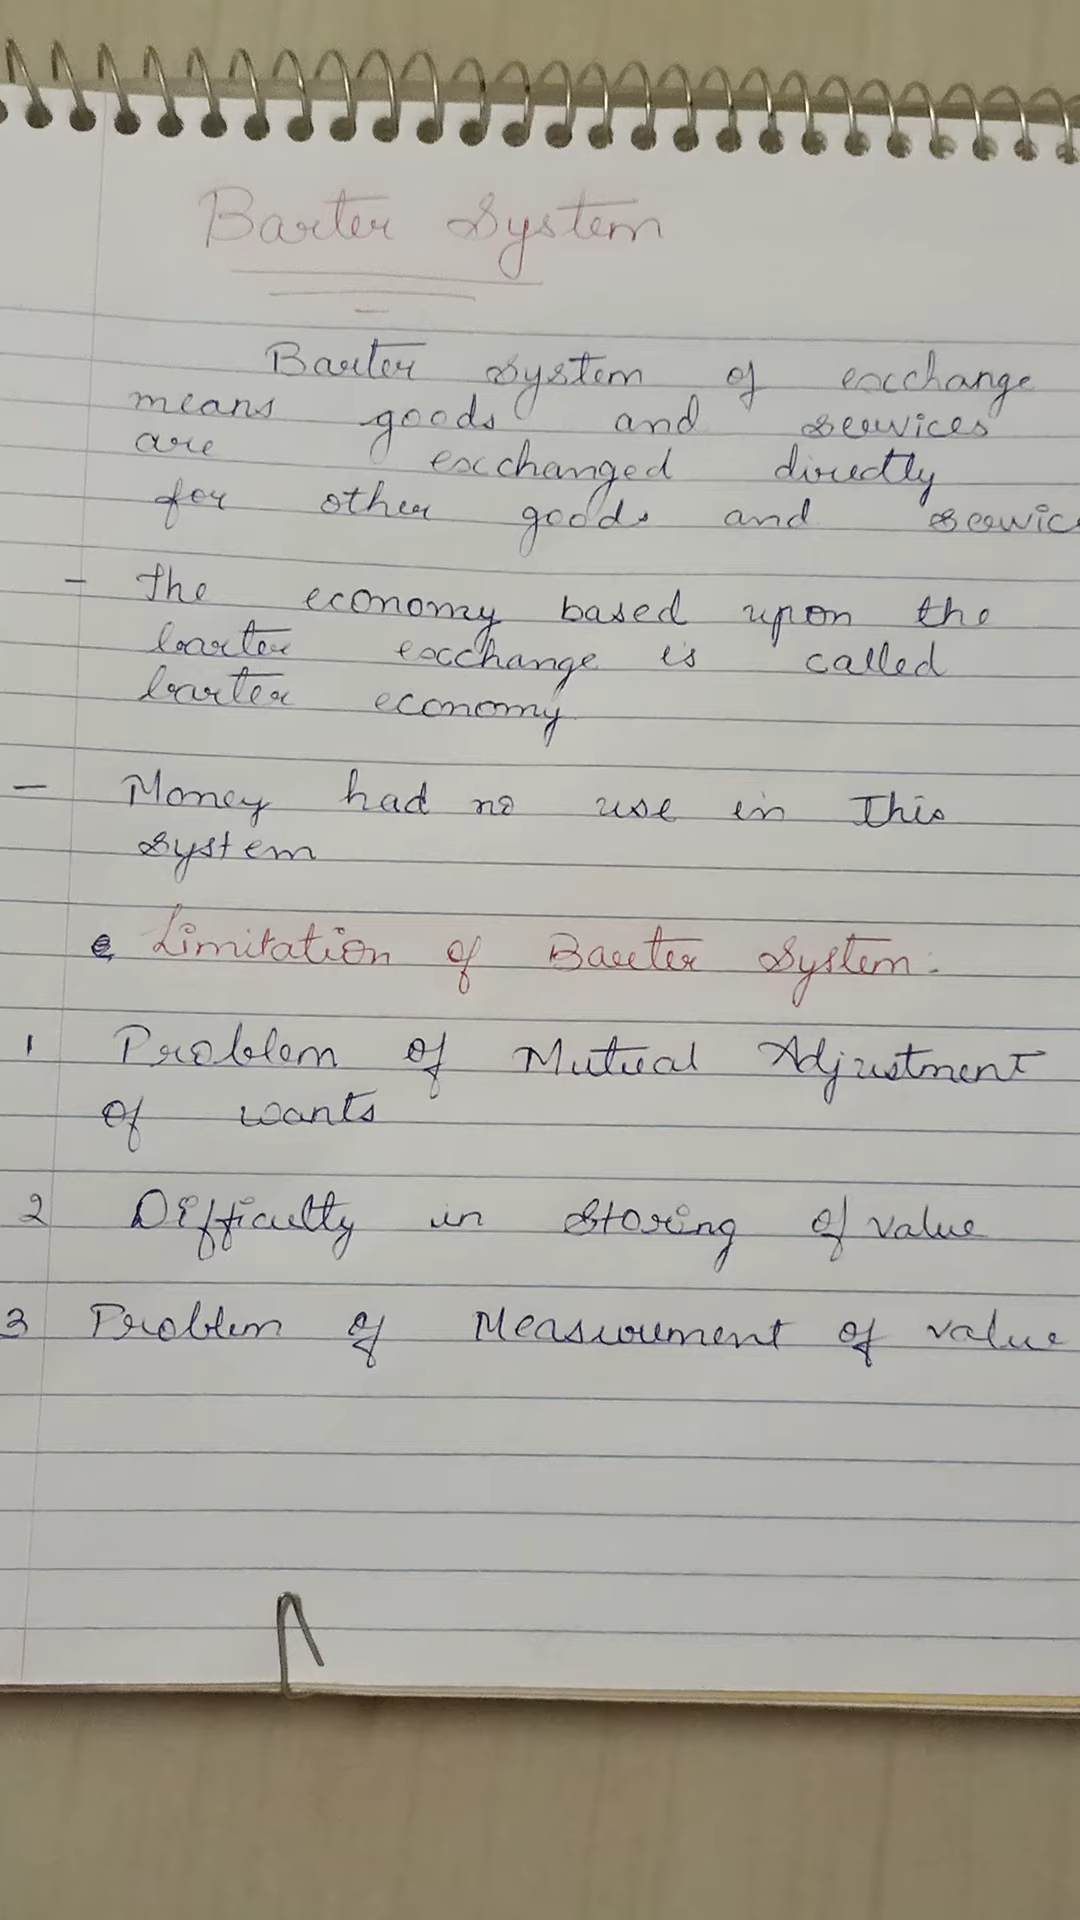 Barter System
Barter system of exchange
means goods and services
are exchanged directly
for other goods and servic
- The economy based upon the
barter exchange is called
barter economy
- Money had no use in This
system
Limitation of Barter System.
1 Problem of Mutual Adjustment
of wants
2 Difficulty in storing of value
3 Problem of Measurement of value